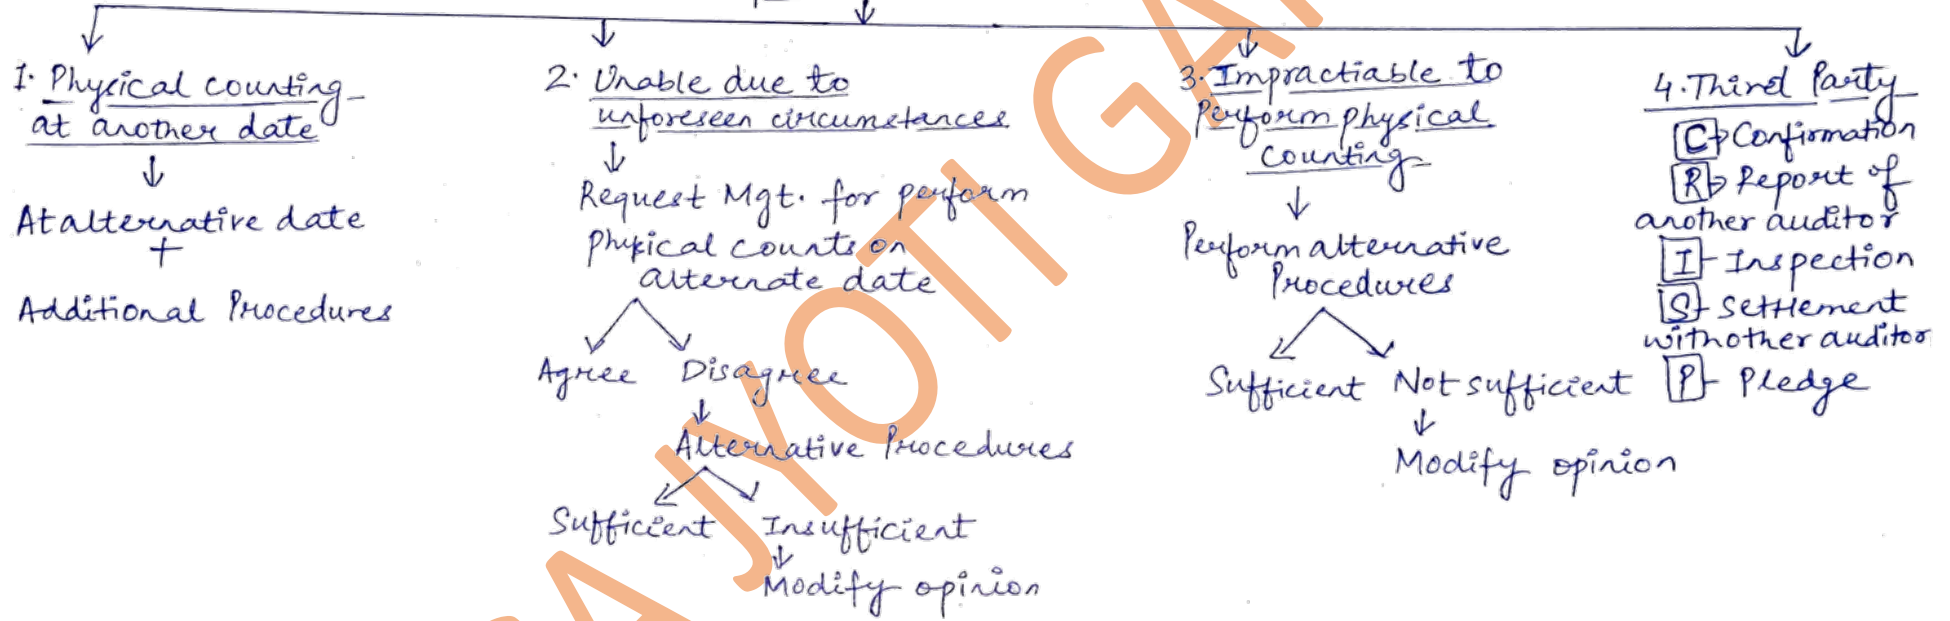 1. Physical counting
at another date
At alternative date
+
Additional Procedures
2. Unable due to
unforeseen circumstances
Request Mgt. for perform
Physical counts on
alternate date
Agree Disagree
Alternative Procedures
Sufficient Insufficient
Modify opinion
3. Impractiable to
Perform physical
counting
Perform alternative
Procedures
Sufficient Not sufficient
Modify opinion
4. Third Party
C → Confirmation
R → Report of
another auditor
I - Inspection
S - Settlement
with other auditor
P - Pledge
JYOTI